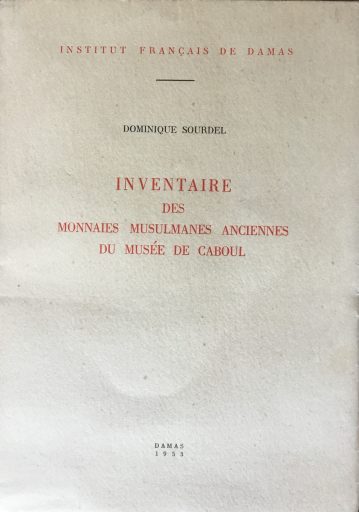 INSTITUT FRANÇAIS DE DAMAS
DOMINIQUE SOURDEL
INVENTAIRE
DES
MONNAIES MUSULMANES ANCIENNES
DU MUSÉE DE CABOUL
DAMAS
1953